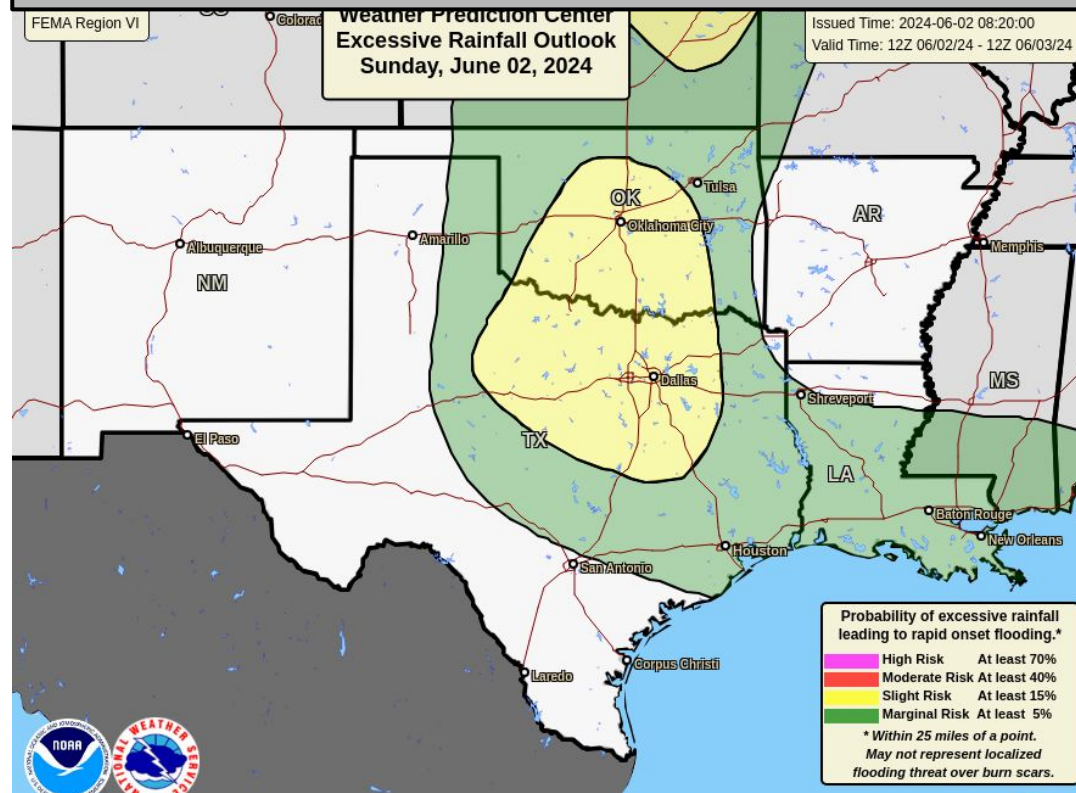 FEMA Region VI
Weather Prediction Center
Excessive Rainfall Outlook
Sunday, June 02, 2024
Issued Time: 2024-06-02 08:20:00
Valid Time: 12Z 06/02/24 - 12Z 06/03/24
Colorad
Tulsa
OK
Oklahoma City
AR
Memphis
Albuquerque
Amarillo
NM
Dallas
MS
Shreveport
El Paso
TX
LA
Baton Rouge
New Orleans
Houston
San Antonio
Corpus Christi
Laredo
Probability of excessive rainfall
leading to rapid onset flooding.*
High Risk At least 70%
Moderate Risk At least 40%
Slight Risk At least 15%
Marginal Risk At least 5%
* Within 25 miles of a point.
May not represent localized
flooding threat over burn scars.
NOAA
NATIONAL WEATHER SERVICE